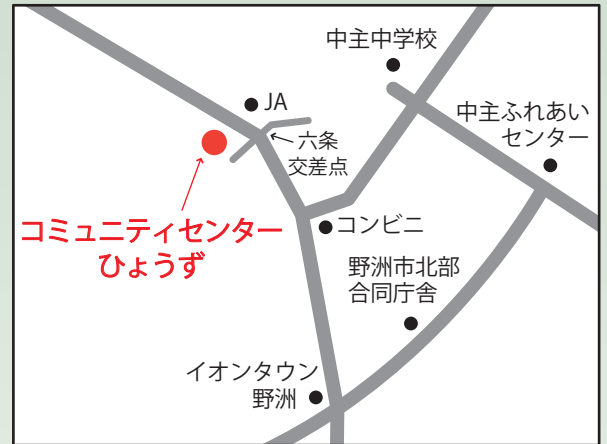 中主中学校
JA
中主ふれあい
センター
六条
交差点
コミュニティセンター
ひょうず
コンビニ
野洲市北部
合同庁舎
イオンタウン
野洲